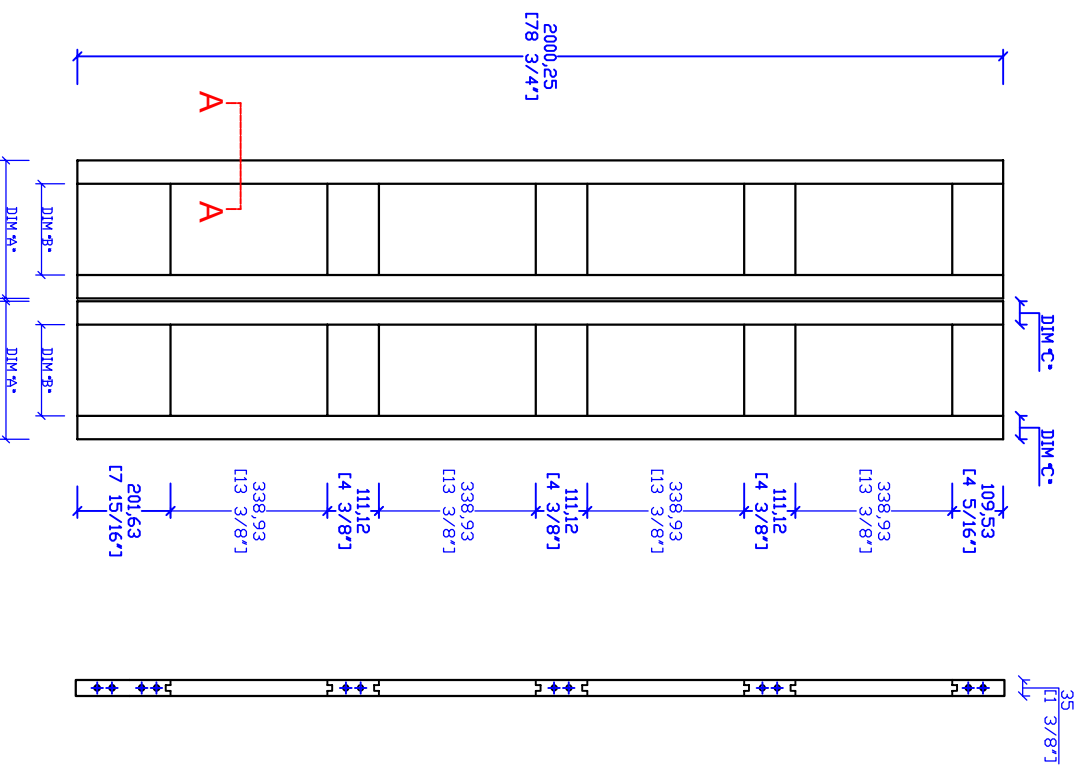 2000,25
[78 3/4"]
A
A
DIM "A"
DIM "B"
DIM "A"
DIM "B"
DIM "C"
DIM "C"
201,63
[7 15/16"]
338,93
[13 3/8"]
111,12
[4 3/8"]
338,93
[13 3/8"]
111,12
[4 3/8"]
338,93
[13 3/8"]
111,12
[4 3/8"]
338,93
[13 3/8"]
109,53
[4 5/16"]
35
[1 3/8"]